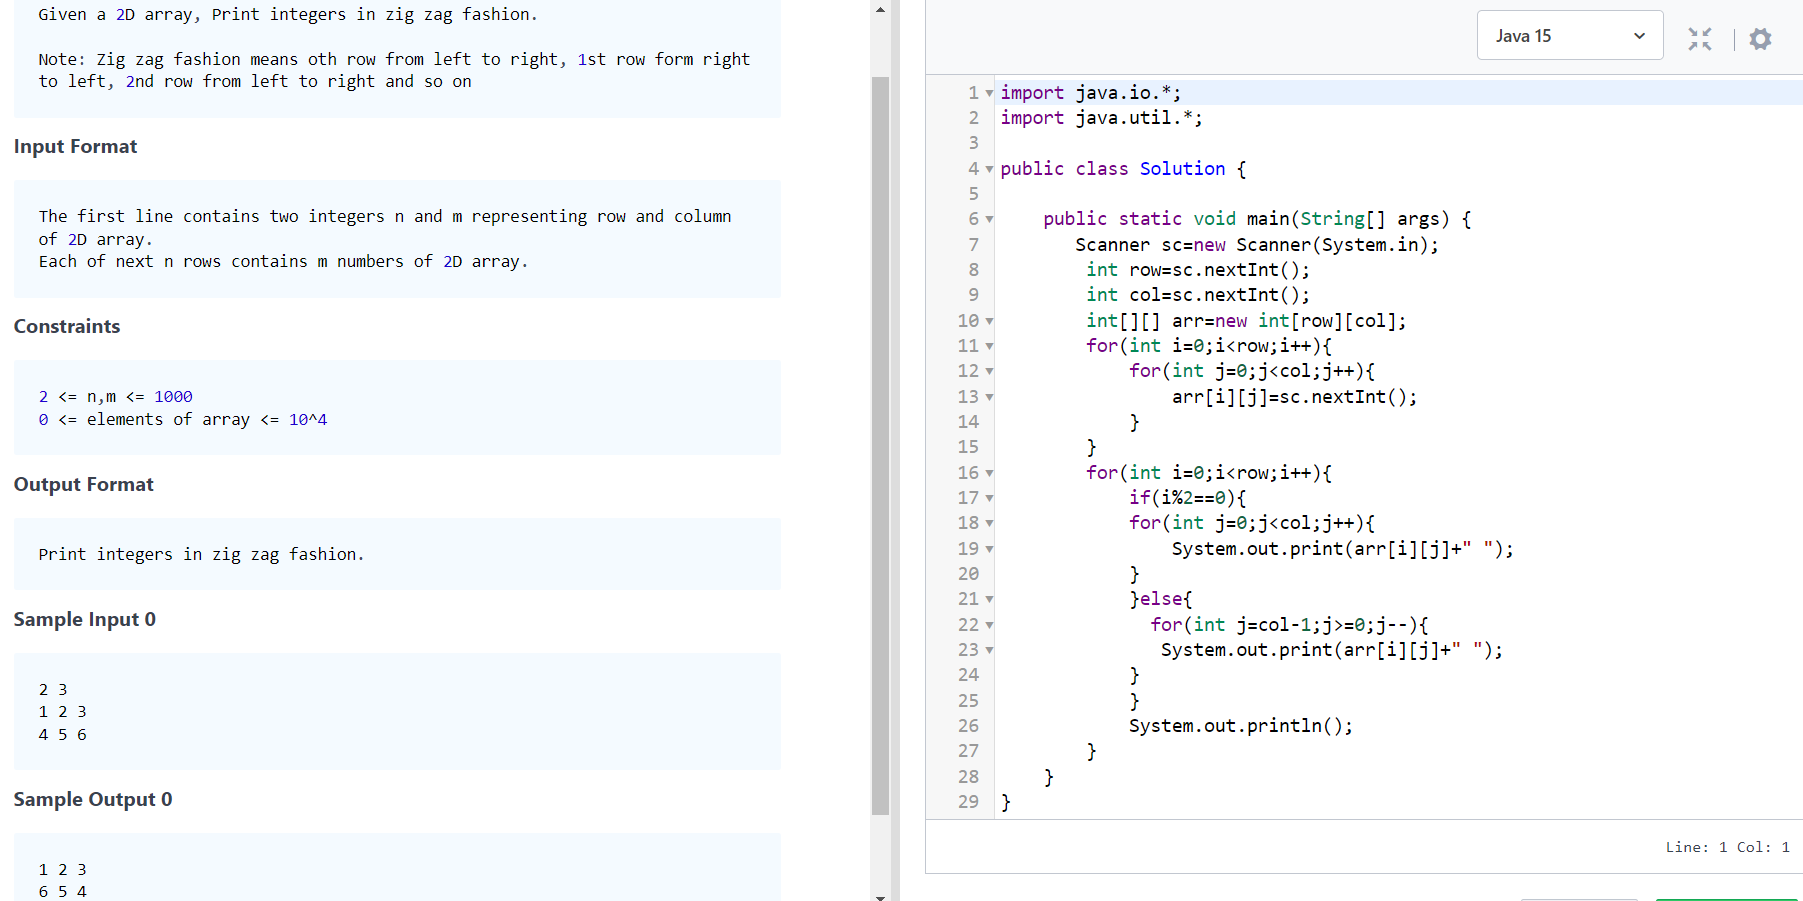 Given a 2D array, Print integers in zig zag fashion.
Note: Zig zag fashion means oth row from left to right, 1st row form right
to left, 2nd row from left to right and so on
Input Format
The first line contains two integers n and m representing row and column
of 2D array.
Each of next n rows contains m numbers of 2D array.
Constraints
2 <= n,m <= 1000
0 <= elements of array <= 10^4
Output Format
Print integers in zig zag fashion.
Sample Input 0
2 3
1 2 3
4 5 6
Sample Output 0
1 2 3
6 5 4
Java 15
1 import java.io.*;
2 import java.util.*;
3
4 public class Solution {
5
6     public static void main(String[] args) {
7        Scanner sc=new Scanner(System.in);
8         int row=sc.nextInt();
9         int col=sc.nextInt();
10         int[][] arr=new int[row][col];
11         for(int i=0;i<row;i++){
12             for(int j=0;j<col;j++){
13                 arr[i][j]=sc.nextInt();
14             }
15         }
16         for(int i=0;i<row;i++){
17             if(i%2==0){
18             for(int j=0;j<col;j++){
19                 System.out.print(arr[i][j]+" ");
20             }
21             }else{
22               for(int j=col-1;j>=0;j--){
23                System.out.print(arr[i][j]+" ");
24             }
25             }
26             System.out.println();
27         }
28     }
29 }
Line: 1 Col: 1